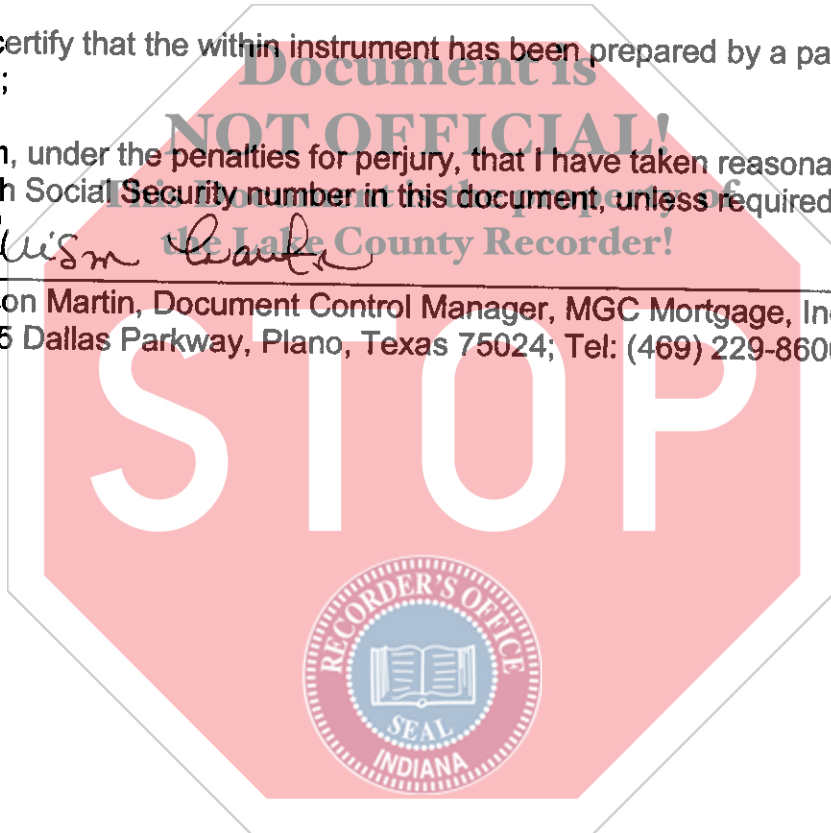 certify that the within instrument has been prepared by a pa
Document is
;
NOT OFFICIAL!
, under the penalties for perjury, that I have taken reasona
This Document is the property of
h Social Security number in this document, unless required
the Lake County Recorder!
on Martin, Document Control Manager, MGC Mortgage, In
5 Dallas Parkway, Plano, Texas 75024; Tel: (469) 229-8600
STOP
RECORDER'S OFFICE
SEAL
INDIANA